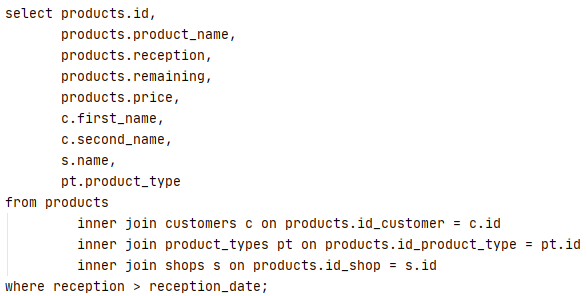 select products.id,
       products.product_name,
       products.reception,
       products.remaining,
       products.price,
       c.first_name,
       c.second_name,
       s.name,
       pt.product_type
from products
         inner join customers c on products.id_customer = c.id
         inner join product_types pt on products.id_product_type = pt.id
         inner join shops s on products.id_shop = s.id
where reception > reception_date;